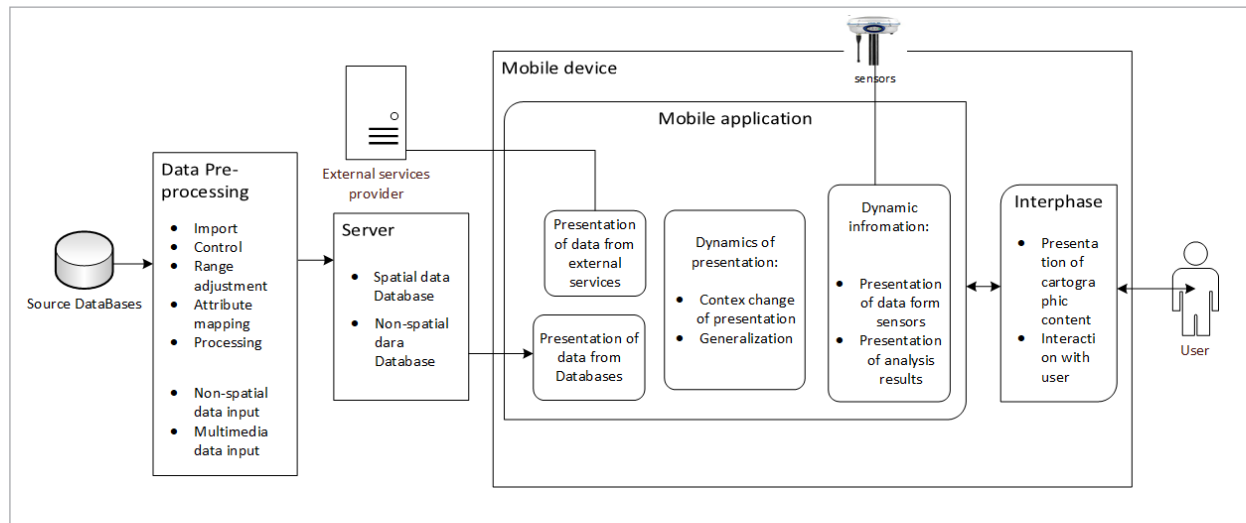 Source DataBases
Data Pre-
processing
• Import
• Control
• Range
adjustment
• Attribute
mapping
• Processing
• Non-spatial
data input
• Multimedia
data input
External services
provider
Server
• Spatial data
Database
• Non-spatial
dara
Database
Mobile device
sensors
Mobile application
Presentation
of data from
external
services
Presentation of
data from
Databases
Dynamics of
presentation:
• Contex change
of presentation
• Generalization
Dynamic
infromation:
• Presentation
of data form
sensors
• Presentation
of analysis
results
Interphase
• Presenta
tion of
cartogra
phic
content
• Interacti
on with
user
User